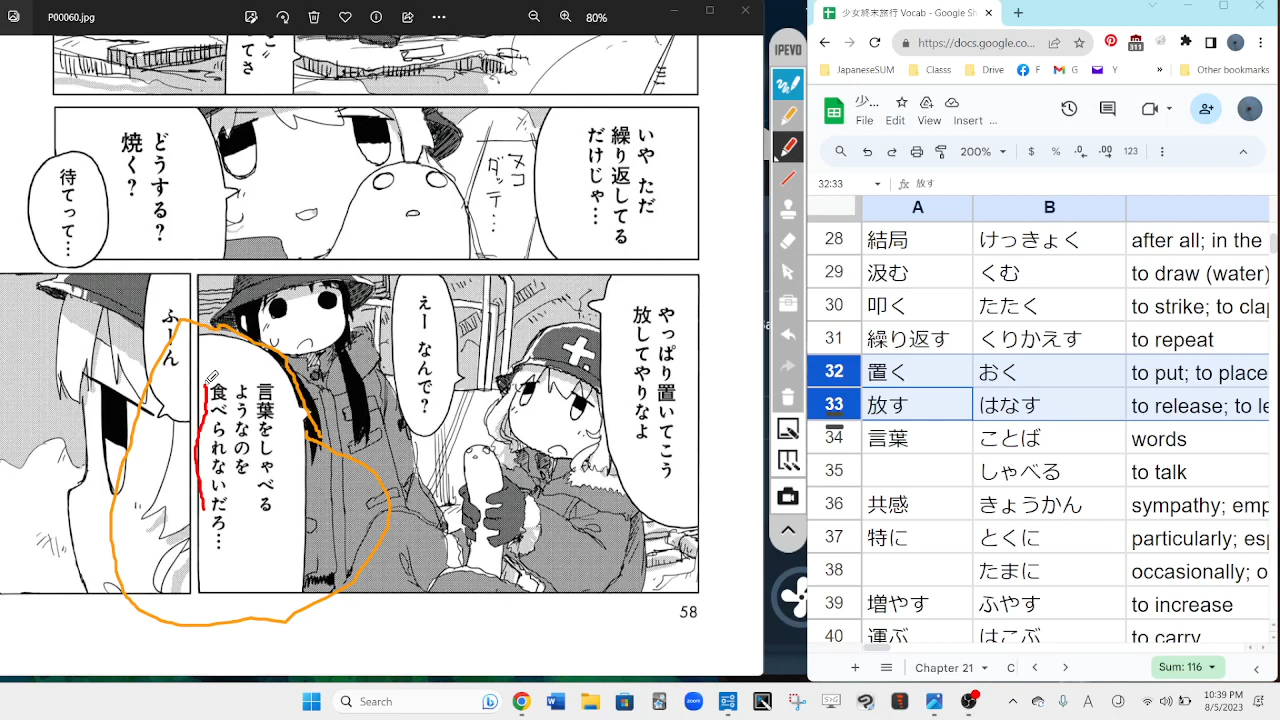 P00060.jpg
80%
てさ
いや ただ
繰り返してる
だけじゃ…
メコ
ダッテ…
どうする?
焼く?
待てって…
やっぱり置いてこう
放してやりなよ
えー なんで?
言葉をしゃべる
ようなのを
食べられないだろ…
ふーん
58
IPEVO
少女終末旅行 Vocab - Google Sh
https://docs.google.co
JapaneseSUM
Class
Drive
Y
»
少...
File
Edit
View
Insert ...
200%
.0
.00
123
32:33
fx 放す
A
B
28 結局 けっきょく after all; in the
29 汲む くむ to draw (water)
30 叩く たたく to strike; to clap
31 繰り返す くりかえす to repeat
32 置く おく to put; to place
33 放す はなす to release; to l
34 言葉 ことば words
35 しゃべる to talk
36 共感 きょうかん sympathy; emp
37 特に とくに particularly; esp
38 たまに occasionally; o
39 増やす ふやす to increase
40 運ぶ はこぶ to carry
Chapter 21
C
Sum: 116
Search
zoom
10:39 PM